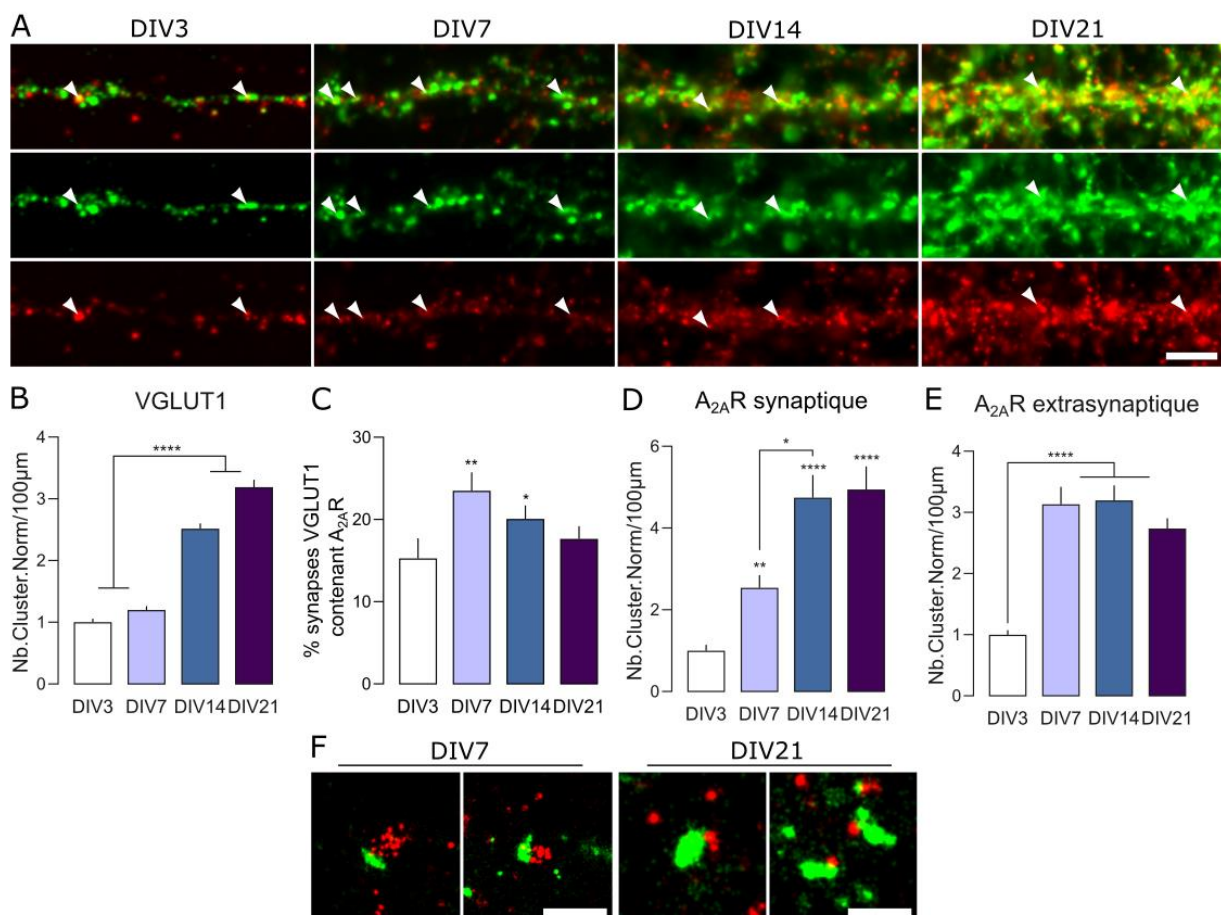 A
DIV3 DIV7 DIV14 DIV21
B VGLUT1
Nb.Cluster.Norm/100µm
4
3
2
1
0
****
DIV3 DIV7 DIV14 DIV21
C
% synapses VGLUT1
contenant A2AR
30
20
10
0
**
*
DIV3 DIV7 DIV14 DIV21
D A2AR synaptique
Nb.Cluster.Norm/100µm
6
4
2
0
*
**
****
****
DIV3 DIV7 DIV14 DIV21
E A2AR extrasynaptique
Nb.Cluster.Norm/100µm
4
3
2
1
0
****
DIV3 DIV7 DIV14 DIV21
F
DIV7 DIV21